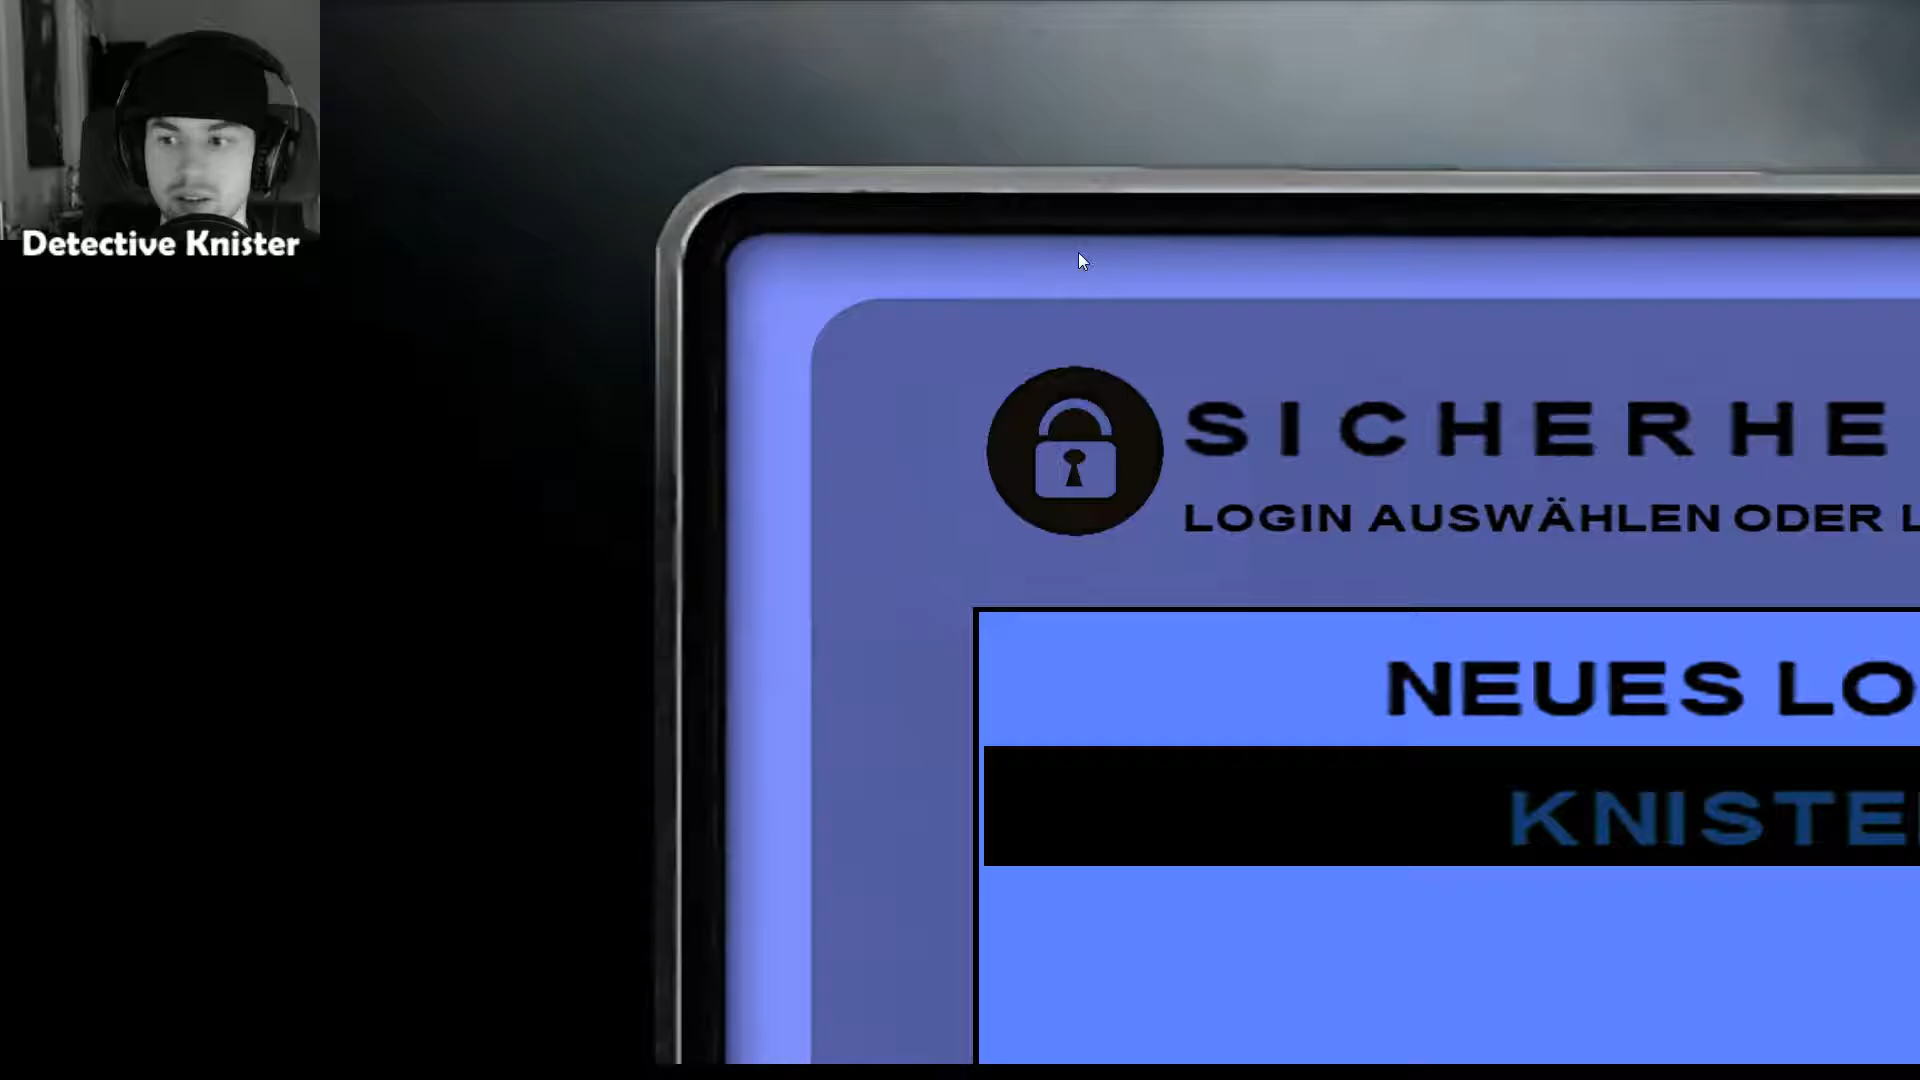 Detective Knister
SICHERHE
LOGIN AUSWÄHLEN ODER L
NEUES LO
KNISTE